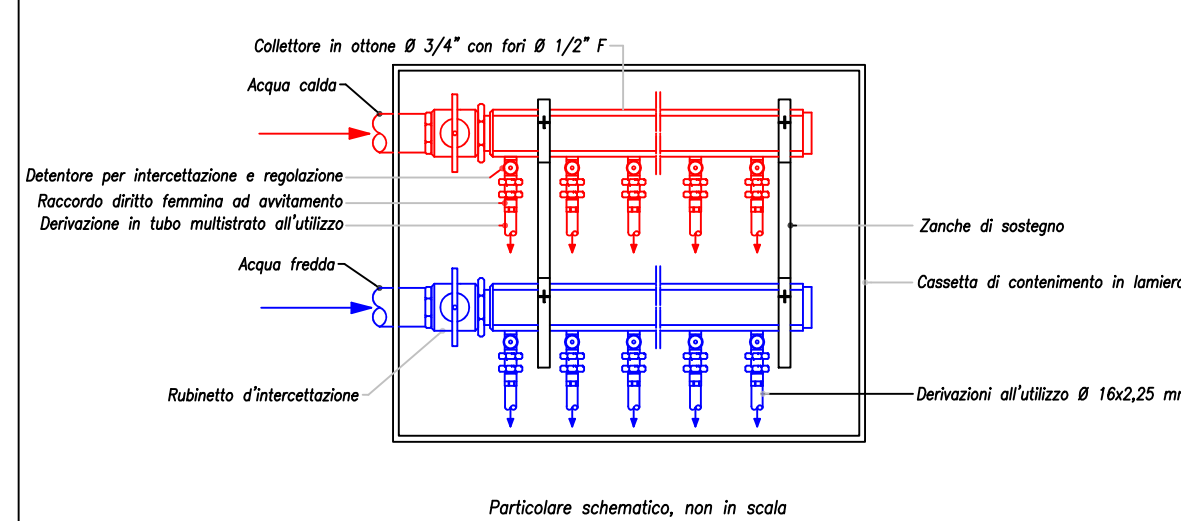 Collettore in ottone Ø 3/4" con fori Ø 1/2" F
Acqua calda
Detentore per intercettazione e regolazione
Raccordo diritto femmina ad avvitamento
Derivazione in tubo multistrato all'utilizzo
Acqua fredda
Rubinetto d'intercettazione
Zanche di sostegno
Cassetta di contenimento in lamiera
Derivazioni all'utilizzo Ø 16x2,25 mm
Particolare schematico, non in scala